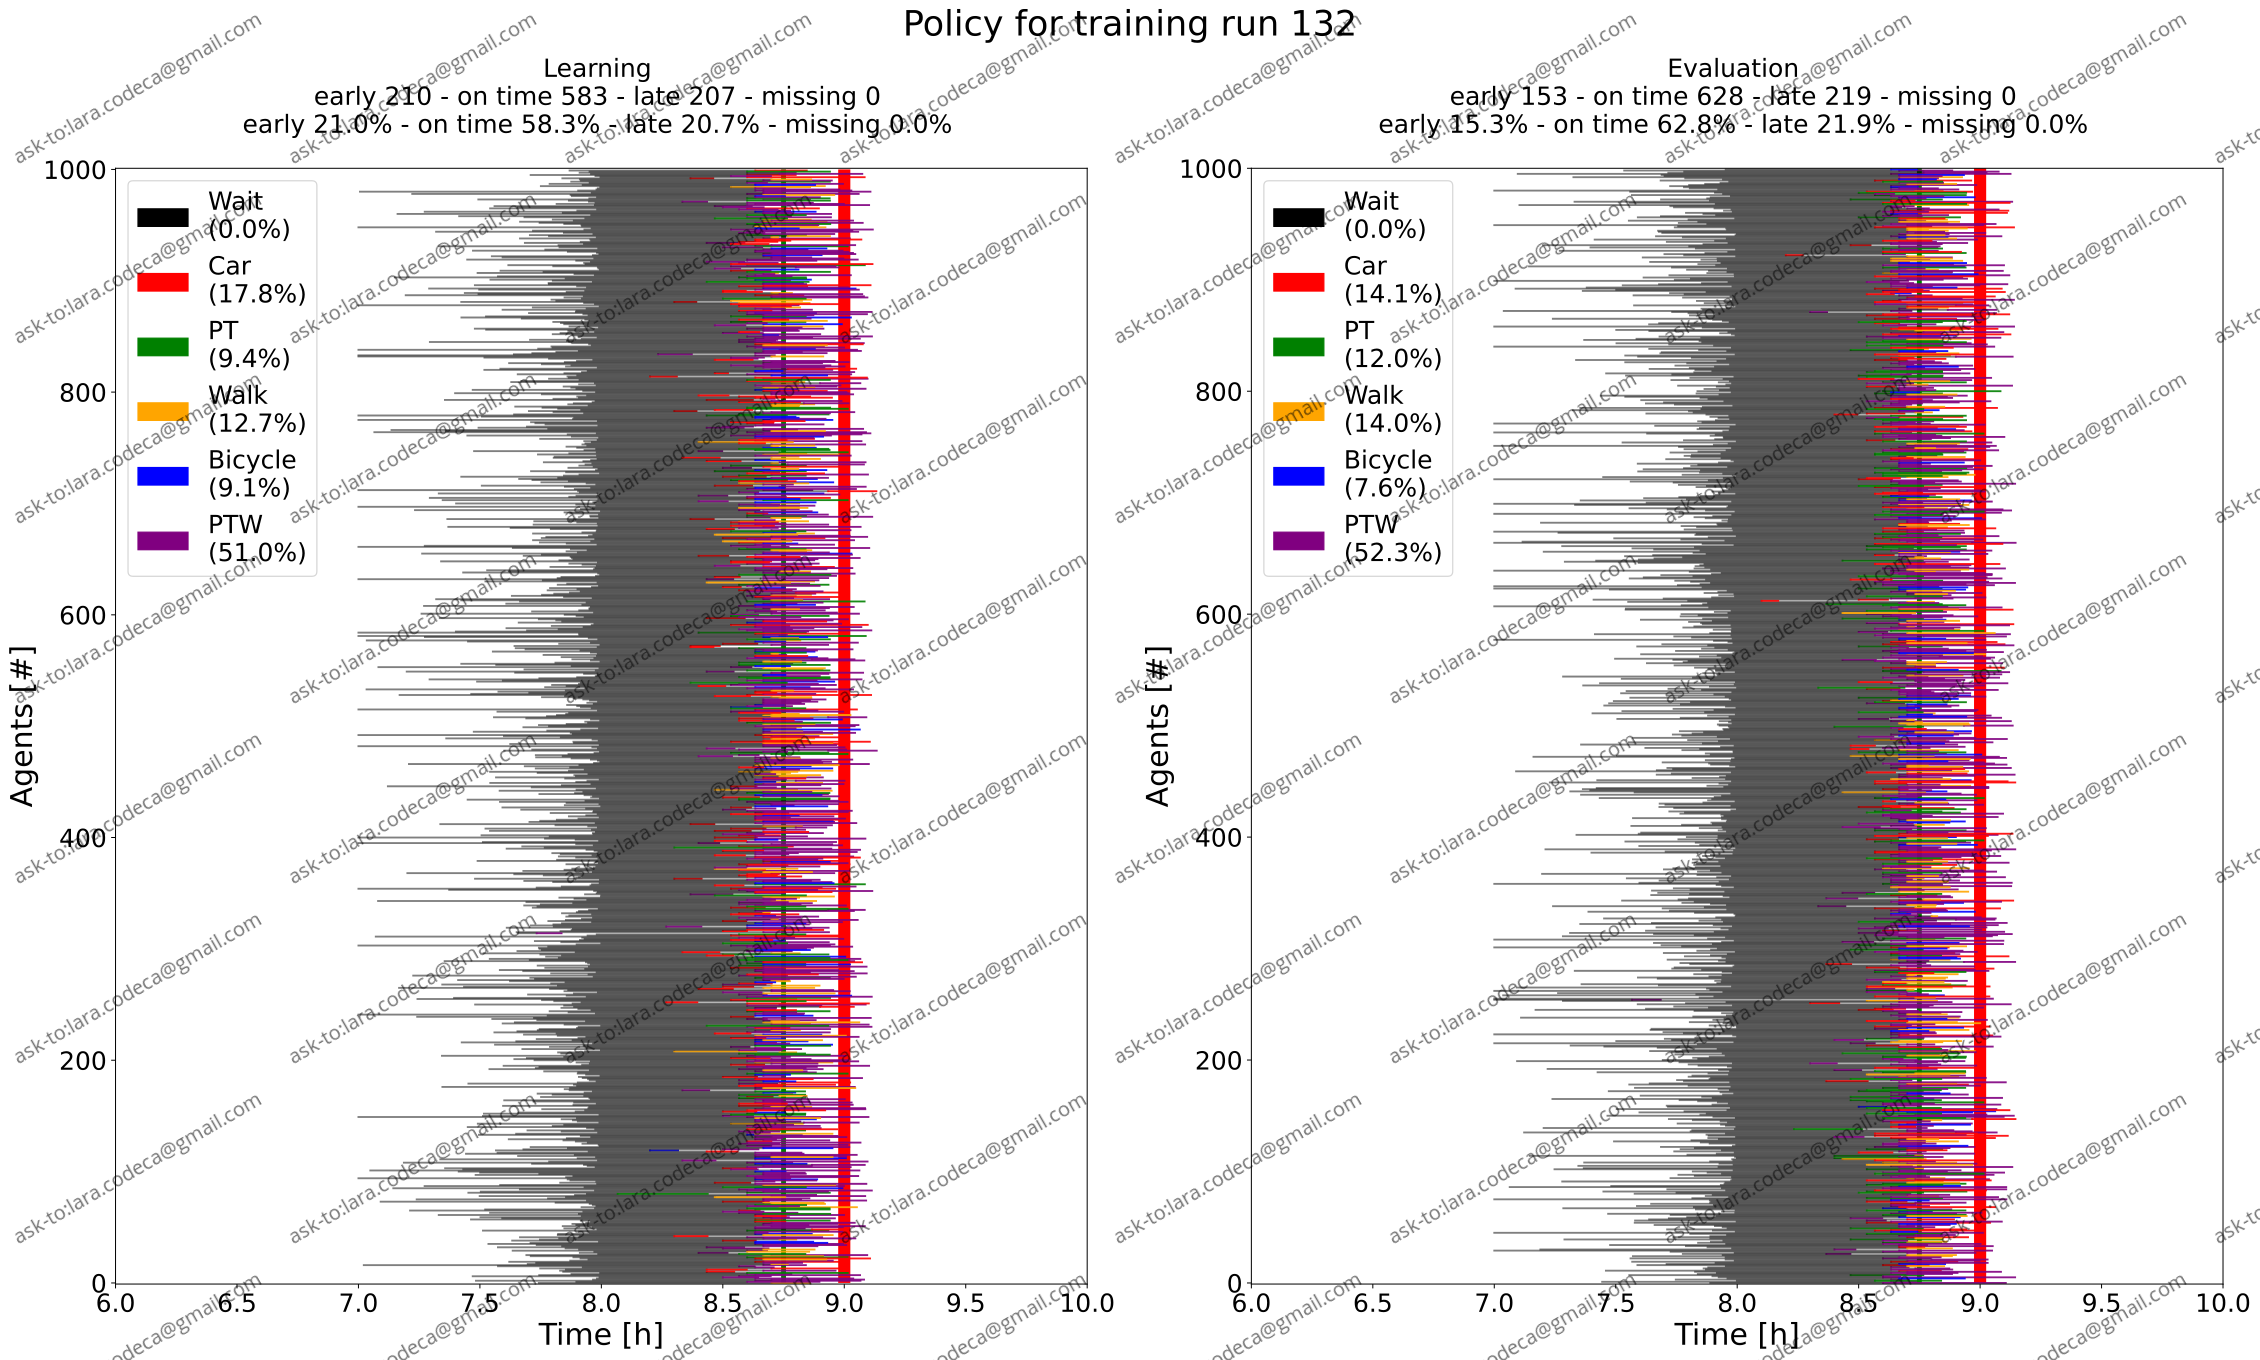 Policy for training run 132
Learning
early 210 - on time 583 - late 207 - missing 0
early 21.0% - on time 58.3% - late 20.7% - missing 0.0%
1000
800
600
400
200
0
Agents [#]
Wait
(0.0%)
Car
(17.8%)
PT
(9.4%)
Walk
(12.7%)
Bicycle
(9.1%)
PTW
(51.0%)
6.0 6.5 7.0 7.5 8.0 8.5 9.0 9.5 10.0
Time [h]
Evaluation
early 153 - on time 628 - late 219 - missing 0
early 15.3% - on time 62.8% - late 21.9% - missing 0.0%
1000
800
600
400
200
0
Agents [#]
Wait
(0.0%)
Car
(14.1%)
PT
(12.0%)
Walk
(14.0%)
Bicycle
(7.6%)
PTW
(52.3%)
6.0 6.5 7.0 7.5 8.0 8.5 9.0 9.5 10.0
Time [h]
ask-to:lara.codeca@gmail.com